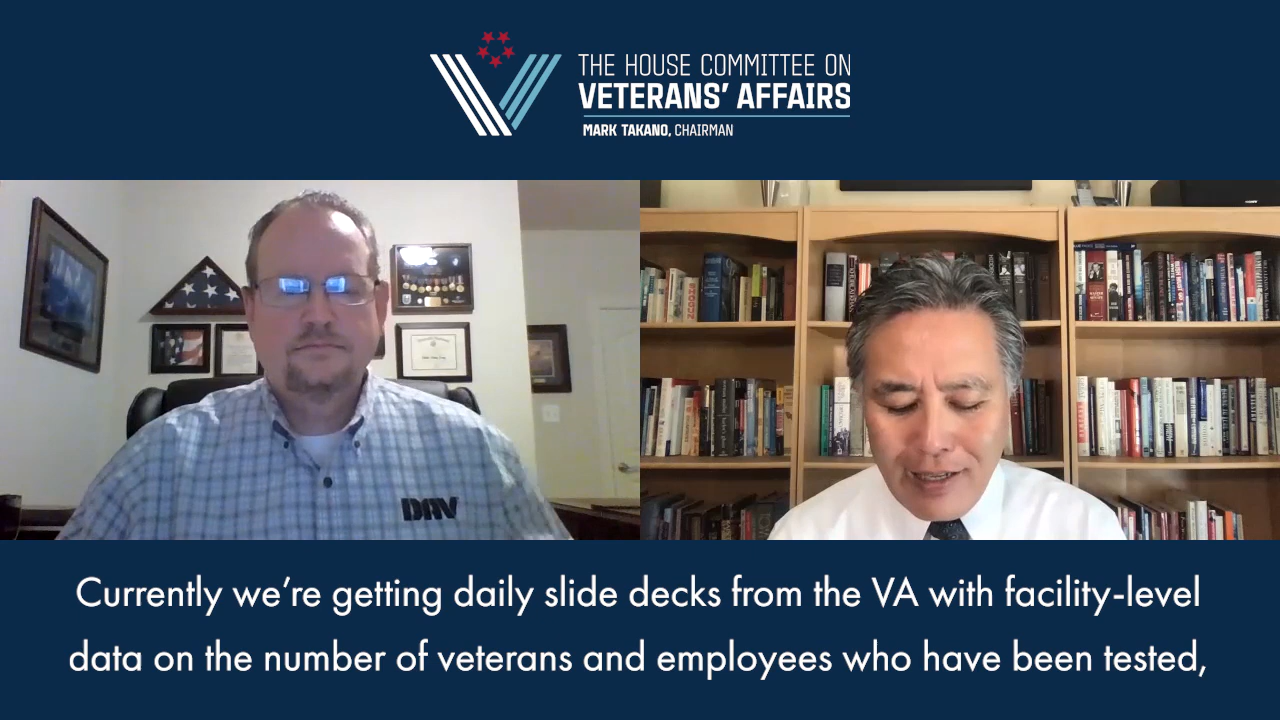 THE HOUSE COMMITTEE ON
VETERANS' AFFAIRS
MARK TAKANO, CHAIRMAN
DAV
Currently we’re getting daily slide decks from the VA with facility-level
data on the number of veterans and employees who have been tested,